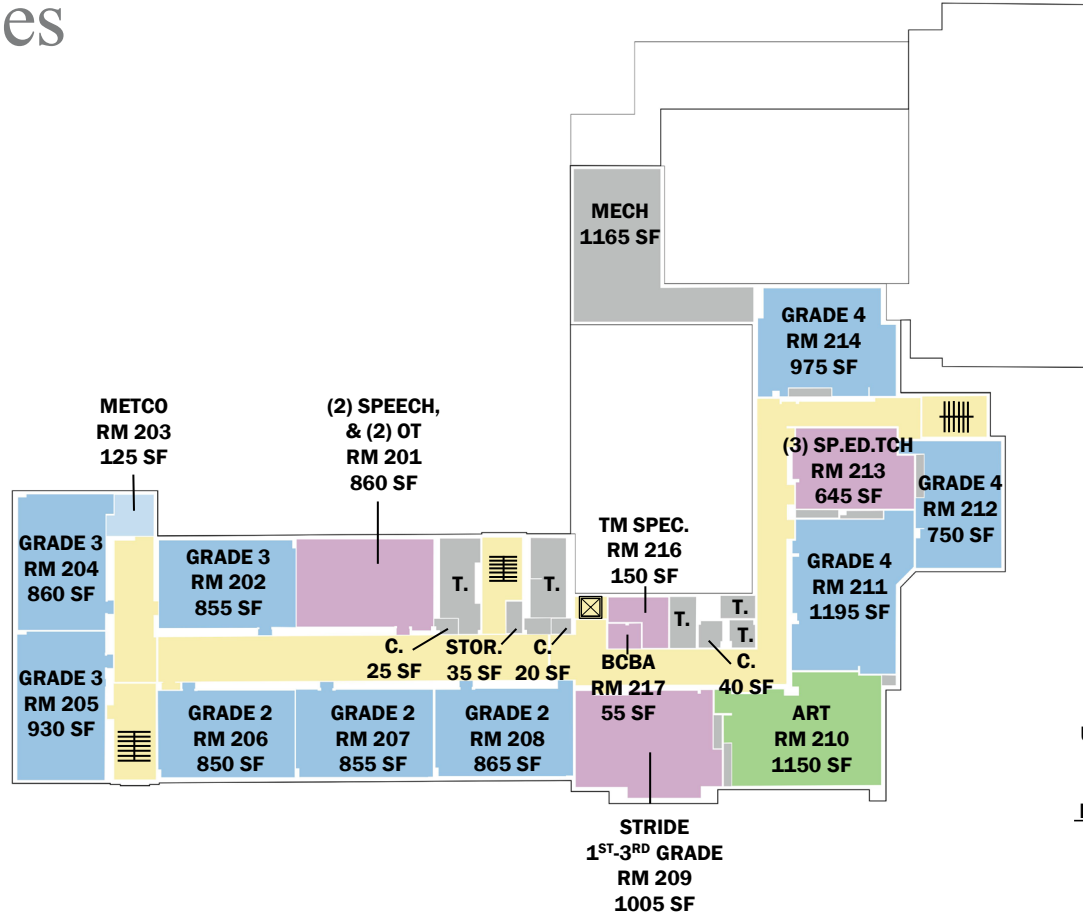 es
MECH
1165 SF
GRADE 4
RM 214
975 SF
METCO
RM 203
125 SF
(2) SPEECH,
& (2) OT
RM 201
860 SF
(3) SP.ED.TCH
RM 213
645 SF
GRADE 4
RM 212
750 SF
GRADE 3
RM 204
860 SF
GRADE 3
RM 202
855 SF
T.
T.
TM SPEC.
RM 216
150 SF
GRADE 4
RM 211
1195 SF
T.
T.
T.
C.
25 SF
STOR.
35 SF
C.
20 SF
BCBA
RM 217
55 SF
C.
40 SF
GRADE 3
RM 205
930 SF
GRADE 2
RM 206
850 SF
GRADE 2
RM 207
855 SF
GRADE 2
RM 208
865 SF
ART
RM 210
1150 SF
STRIDE
1ST-3RD GRADE
RM 209
1005 SF